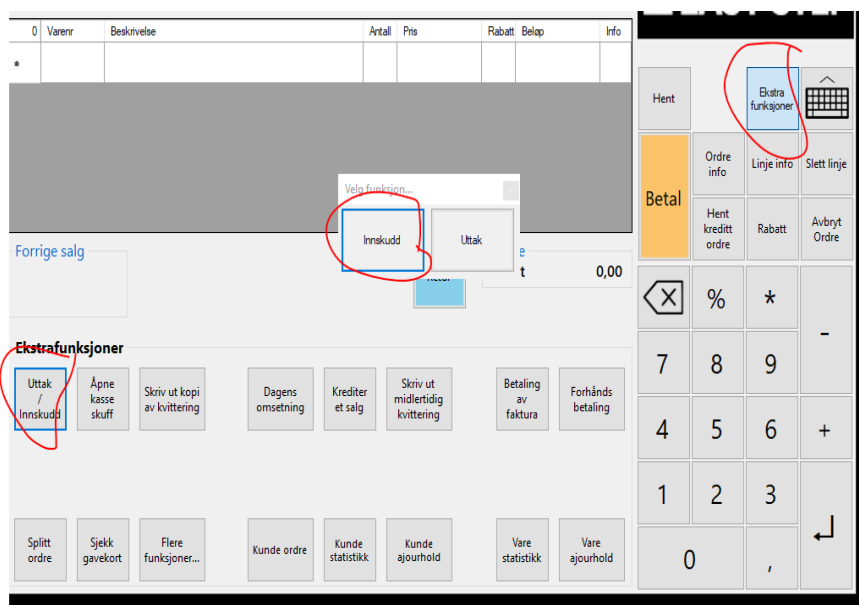 0 Varenr Beskrivelse Antall Pris Rabatt Beløp Info
*
Velg funksjon...
Innskudd Uttak
Forrige salg
t 0,00
Ekstrafunksjoner
Uttak
/
Innskudd
Åpne
kasse
skuff
Skriv ut kopi
av kvittering
Dagens
omsetning
Krediter
et salg
Skriv ut
midlertidig
kvittering
Betaling
av
faktura
Forhånds
betaling
Splitt
ordre
Sjekk
gavekort
Flere
funksjoner...
Kunde ordre
Kunde
statistikk
Kunde
ajourhold
Vare
statistikk
Vare
ajourhold
Hent
Ekstra
funksjoner
Betal
Ordre
info
Linje info
Slett linje
Hent
kreditt
ordre
Rabatt
Avbryt
Ordre
% *
-
7 8 9
4 5 6 +
1 2 3
0 ,